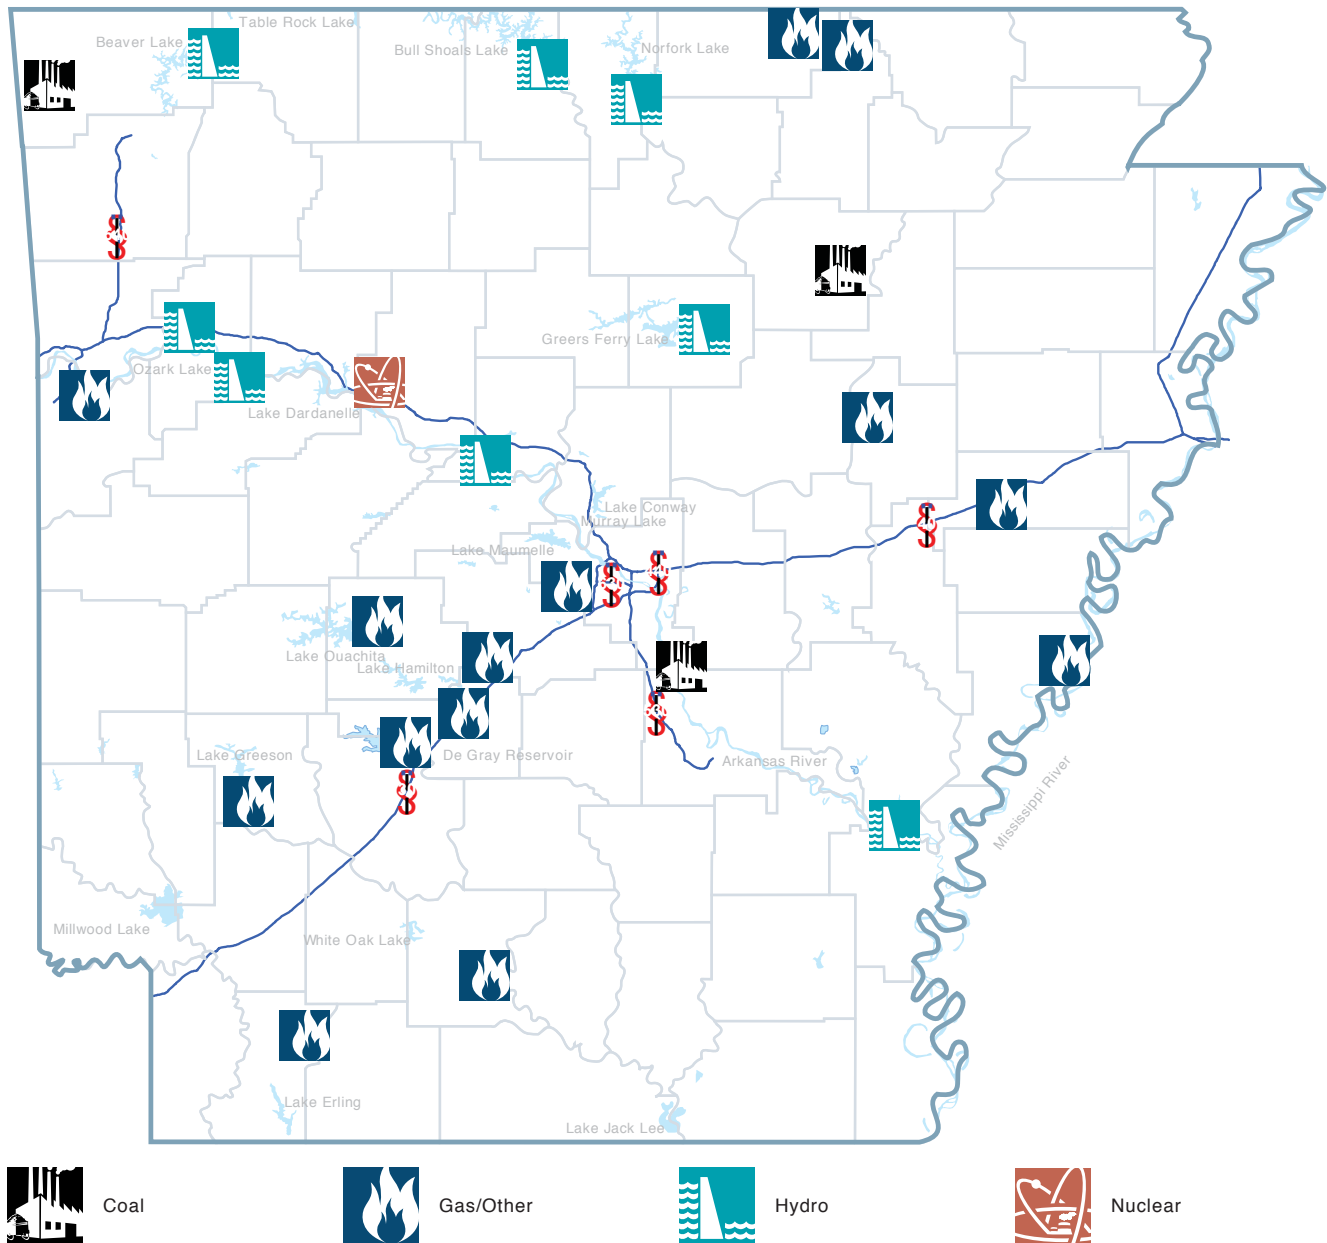 Table Rock Lake
Beaver Lake
Bull Shoals Lake
Norfork Lake
Greers Ferry Lake
Ozark Lake
Lake Dardanelle
Lake Conway
Murray Lake
Lake Maumelle
Lake Ouachita
Lake Hamilton
Lake Greeson
De Gray Reservoir
Arkansas River
Mississippi River
Millwood Lake
White Oak Lake
Lake Erling
Lake Jack Lee
Coal
Gas/Other
Hydro
Nuclear